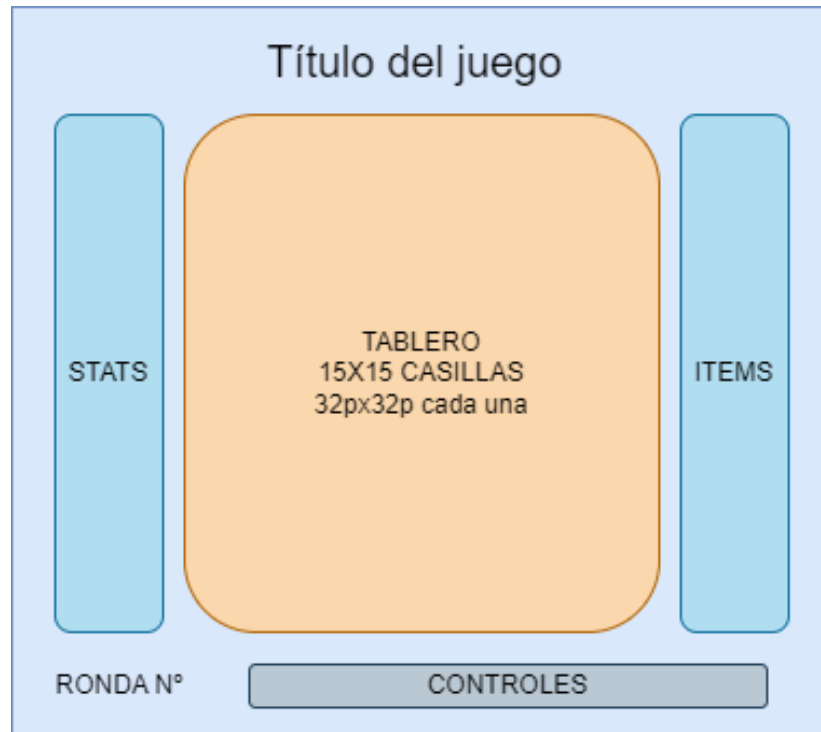 Título del juego
STATS
TABLERO
15X15 CASILLAS
32px32p cada una
ITEMS
RONDA Nº
CONTROLES